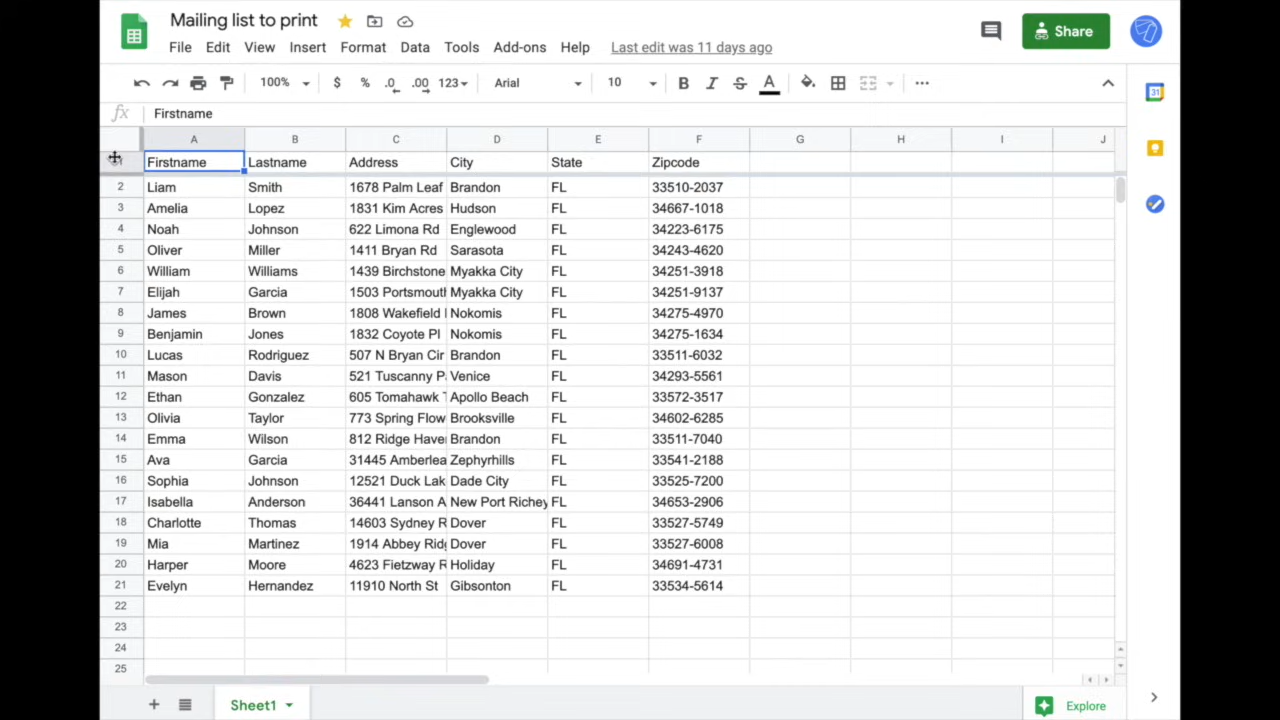 Mailing list to print
File Edit View Insert Format Data Tools Add-ons Help Last edit was 11 days ago
Share
100% $ % .0 .00 123 Arial 10 B I S A
fx Firstname
A B C D E F G H I J
1 Firstname Lastname Address City State Zipcode
2 Liam Smith 1678 Palm Leaf Brandon FL 33510-2037
3 Amelia Lopez 1831 Kim Acres Hudson FL 34667-1018
4 Noah Johnson 622 Limona Rd Englewood FL 34223-6175
5 Oliver Miller 1411 Bryan Rd Sarasota FL 34243-4620
6 William Williams 1439 Birchstone Myakka City FL 34251-3918
7 Elijah Garcia 1503 Portsmouth Myakka City FL 34251-9137
8 James Brown 1808 Wakefield Nokomis FL 34275-4970
9 Benjamin Jones 1832 Coyote Pl Nokomis FL 34275-1634
10 Lucas Rodriguez 507 N Bryan Cir Brandon FL 33511-6032
11 Mason Davis 521 Tuscanny P Venice FL 34293-5561
12 Ethan Gonzalez 605 Tomahawk Apollo Beach FL 33572-3517
13 Olivia Taylor 773 Spring Flow Brooksville FL 34602-6285
14 Emma Wilson 812 Ridge Have Brandon FL 33511-7040
15 Ava Garcia 31445 Amberlea Zephyrhills FL 33541-2188
16 Sophia Johnson 12521 Duck Lak Dade City FL 33525-7200
17 Isabella Anderson 36441 Lanson A New Port Richey FL 34653-2906
18 Charlotte Thomas 14603 Sydney R Dover FL 33527-5749
19 Mia Martinez 1914 Abbey Ridg Dover FL 33527-6008
20 Harper Moore 4623 Fietzway R Holiday FL 34691-4731
21 Evelyn Hernandez 11910 North St Gibsonton FL 33534-5614
22
23
24
25
Sheet1
Explore
31